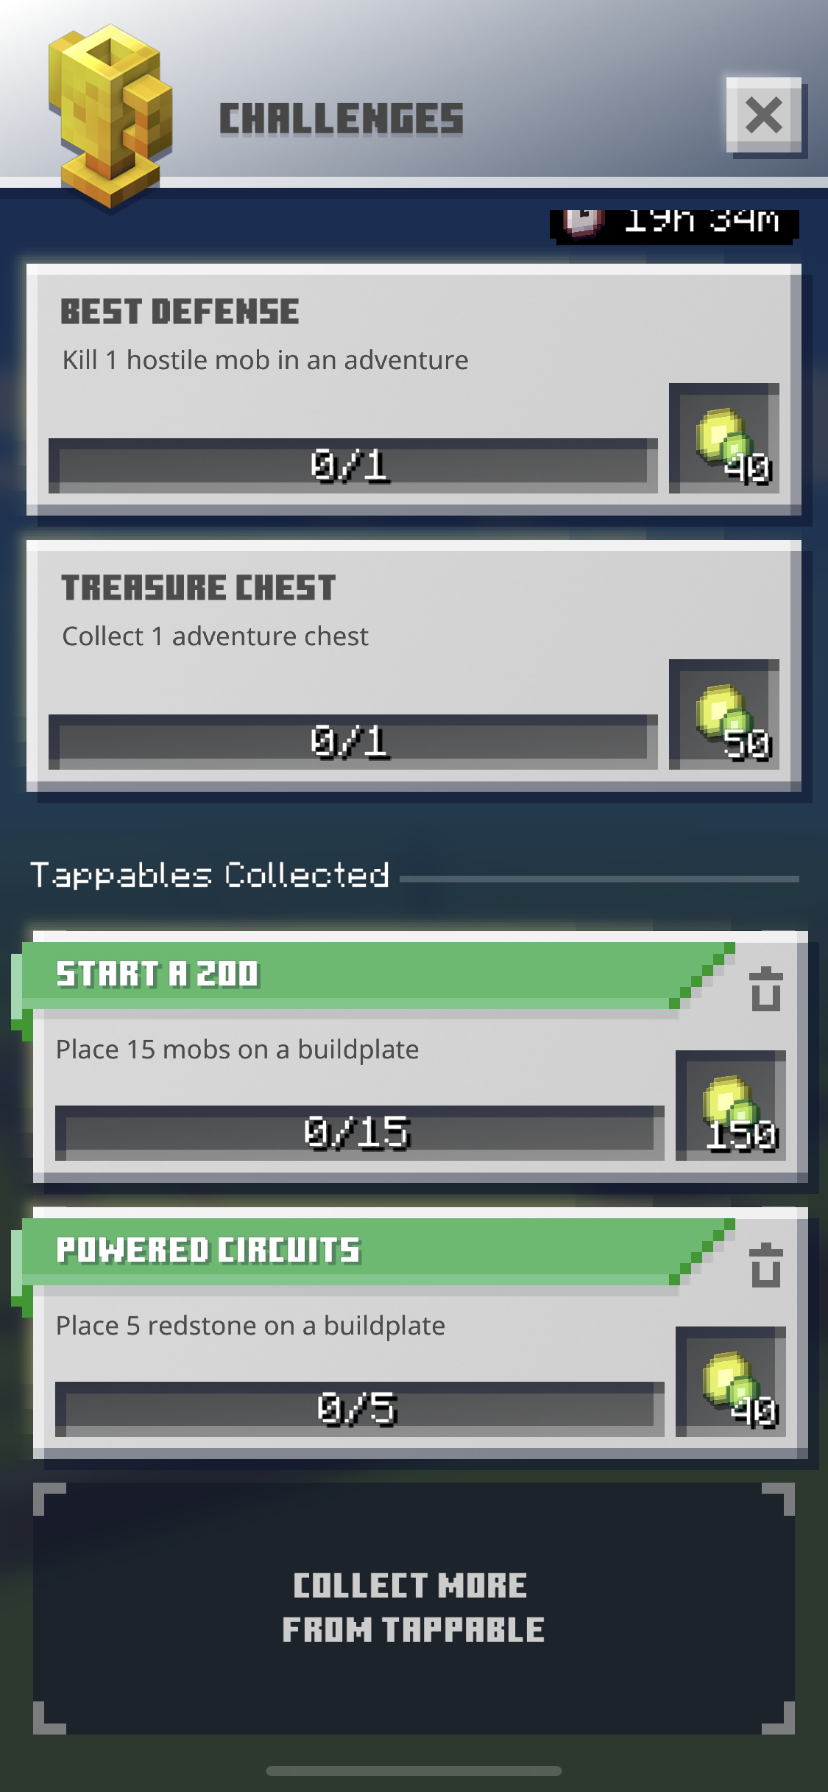 CHALLENGES
19h 34m
BEST DEFENSE
Kill 1 hostile mob in an adventure
0/1
40
TREASURE CHEST
Collect 1 adventure chest
0/1
50
Tappables Collected
START A ZOO
Place 15 mobs on a buildplate
0/15
150
POWERED CIRCUITS
Place 5 redstone on a buildplate
0/5
40
COLLECT MORE
FROM TAPPABLE